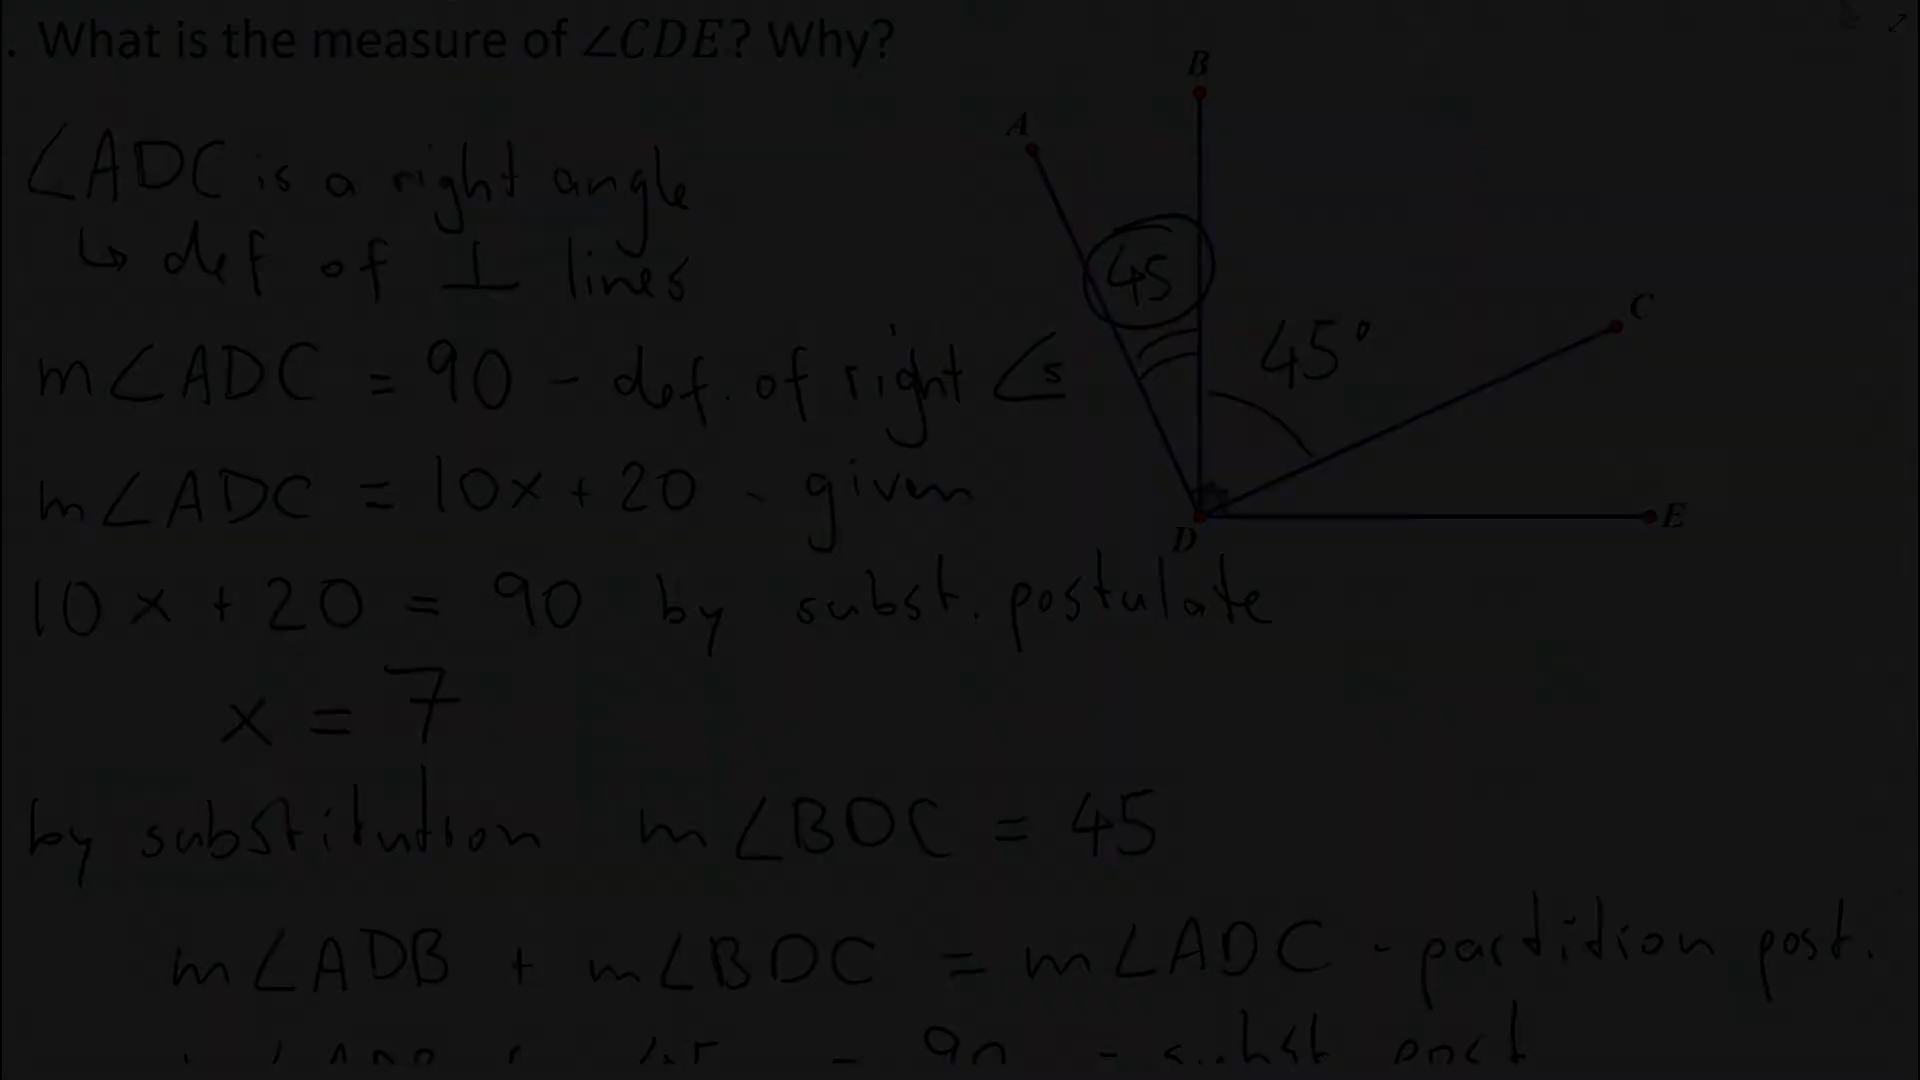 . What is the measure of ∠CDE? Why?
∠ADC is a right angle
↳ def of ⊥ lines
m∠ADC = 90 - def. of right ∠s
m∠ADC = 10x + 20 - given
10x + 20 = 90 by subst. postulate
x = 7
by substitution m∠BDC = 45
m∠ADB + m∠BDC = m∠ADC - partition post.
A
B
45
45°
C
D
E